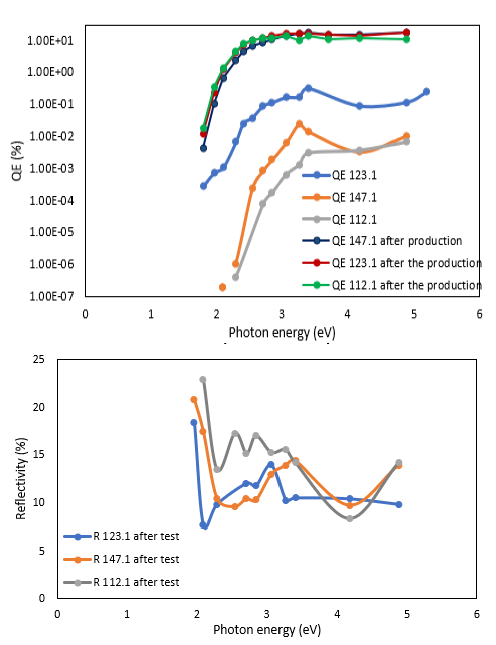 1.00E+01
1.00E+00
1.00E-01
1.00E-02
1.00E-03
1.00E-04
1.00E-05
1.00E-06
1.00E-07
QE (%)
QE 123.1
QE 147.1
QE 112.1
QE 147.1 after production
QE 123.1 after the production
QE 112.1 after the production
0 1 2 3 4 5 6
Photon energy (eV)
25
20
15
10
5
0
Reflectivity (%)
R 123.1 after test
R 147.1 after test
R 112.1 after test
0 1 2 3 4 5 6
Photon energy (eV)